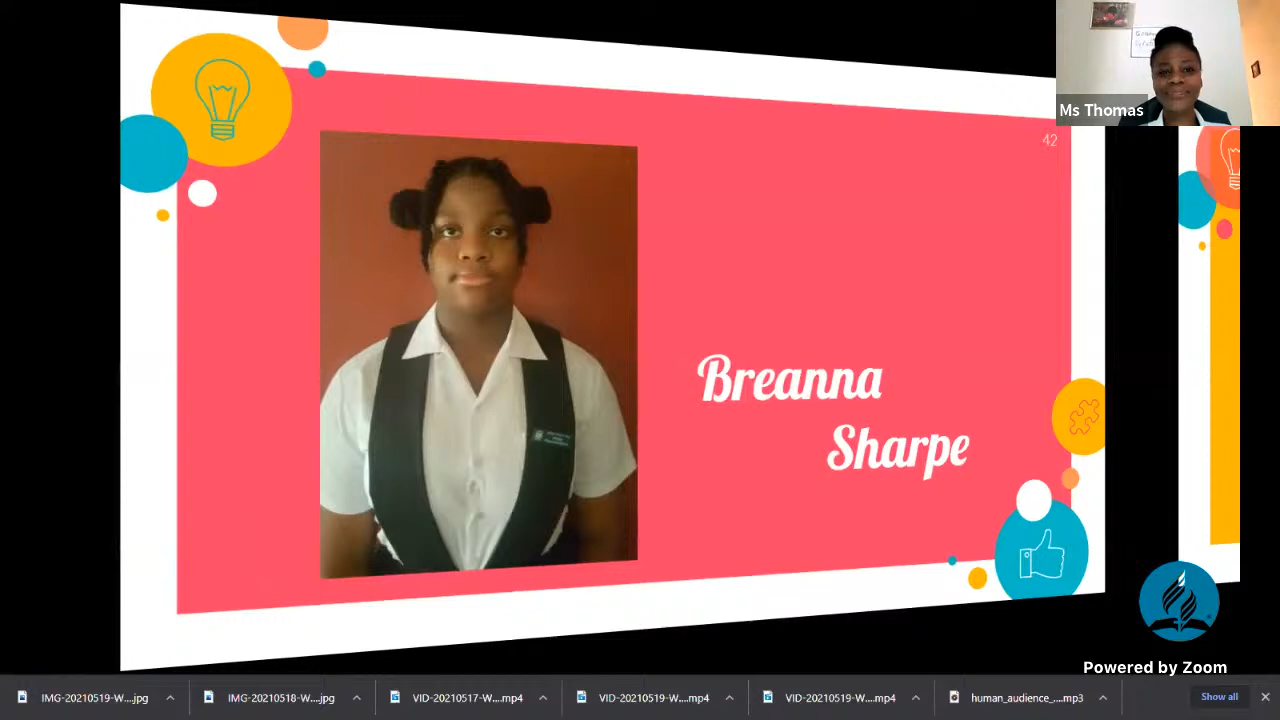 42
Ms Thomas
Breanna
Sharpe
Powered by Zoom
IMG-20210519-W....jpg
IMG-20210518-W....jpg
VID-20210517-W....mp4
VID-20210519-W....mp4
VID-20210519-W....mp4
human_audience_....mp3
Show all